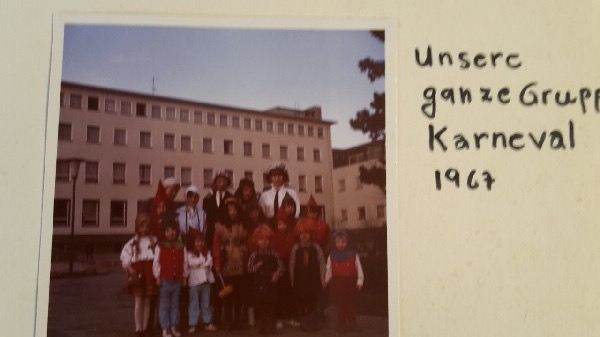 Unsere
ganze Grupp
Karneval
1967